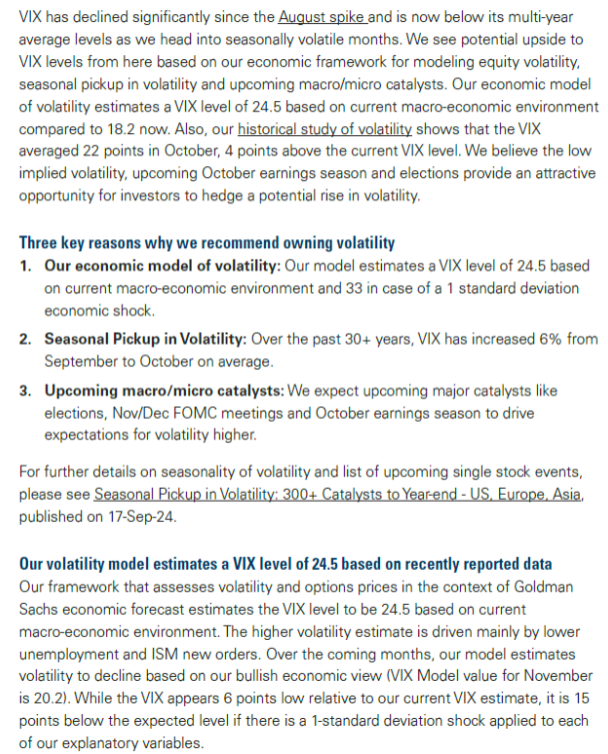 VIX has declined significantly since the August spike and is now below its multi-year
average levels as we head into seasonally volatile months. We see potential upside to
VIX levels from here based on our economic framework for modeling equity volatility,
seasonal pickup in volatility and upcoming macro/micro catalysts. Our economic model
of volatility estimates a VIX level of 24.5 based on current macro-economic environment
compared to 18.2 now. Also, our historical study of volatility shows that the VIX
averaged 22 points in October, 4 points above the current VIX level. We believe the low
implied volatility, upcoming October earnings season and elections provide an attractive
opportunity for investors to hedge a potential rise in volatility.
Three key reasons why we recommend owning volatility
1. Our economic model of volatility: Our model estimates a VIX level of 24.5 based
on current macro-economic environment and 33 in case of a 1 standard deviation
economic shock.
2. Seasonal Pickup in Volatility: Over the past 30+ years, VIX has increased 6% from
September to October on average.
3. Upcoming macro/micro catalysts: We expect upcoming major catalysts like
elections, Nov/Dec FOMC meetings and October earnings season to drive
expectations for volatility higher.
For further details on seasonality of volatility and list of upcoming single stock events,
please see Seasonal Pickup in Volatility: 300+ Catalysts to Year-end - US, Europe, Asia,
published on 17-Sep-24.
Our volatility model estimates a VIX level of 24.5 based on recently reported data
Our framework that assesses volatility and options prices in the context of Goldman
Sachs economic forecast estimates the VIX level to be 24.5 based on current
macro-economic environment. The higher volatility estimate is driven mainly by lower
unemployment and ISM new orders. Over the coming months, our model estimates
volatility to decline based on our bullish economic view (VIX Model value for November
is 20.2). While the VIX appears 6 points low relative to our current VIX estimate, it is 15
points below the expected level if there is a 1-standard deviation shock applied to each
of our explanatory variables.